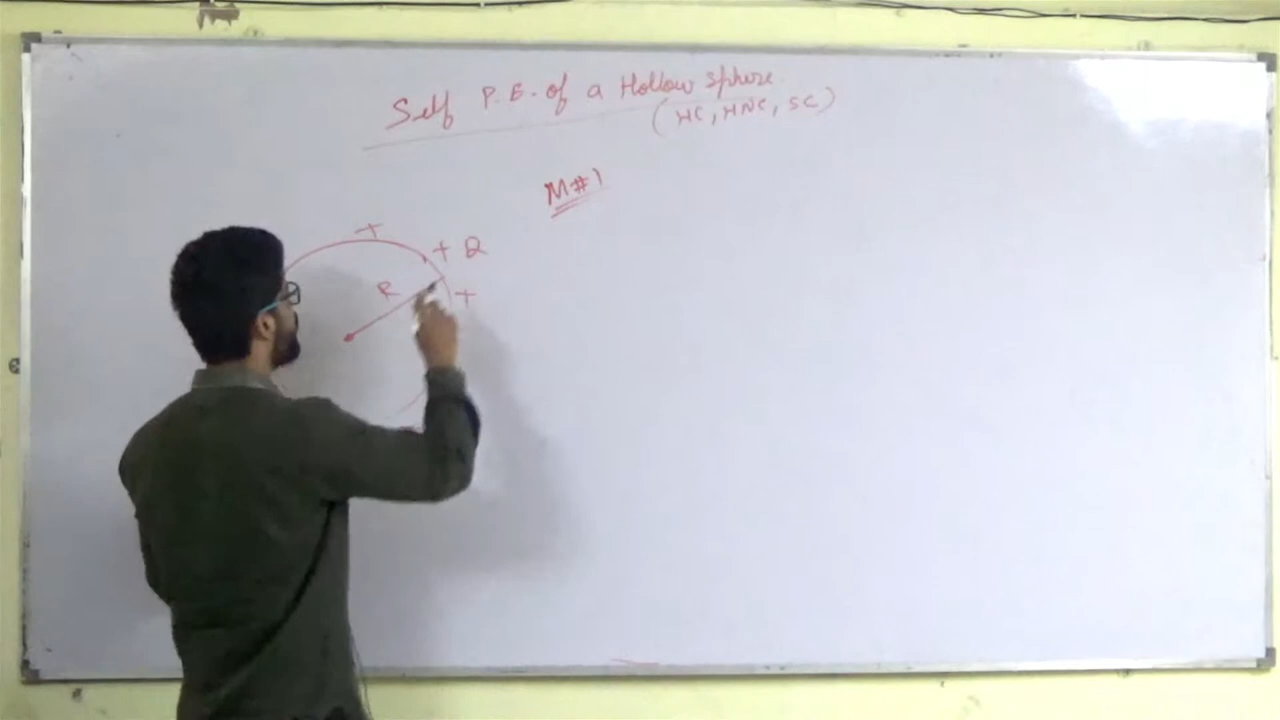 Self P.E. of a Hollow sphere.
(HC, HNC, SC)
M#1
+
+ Q
R
+